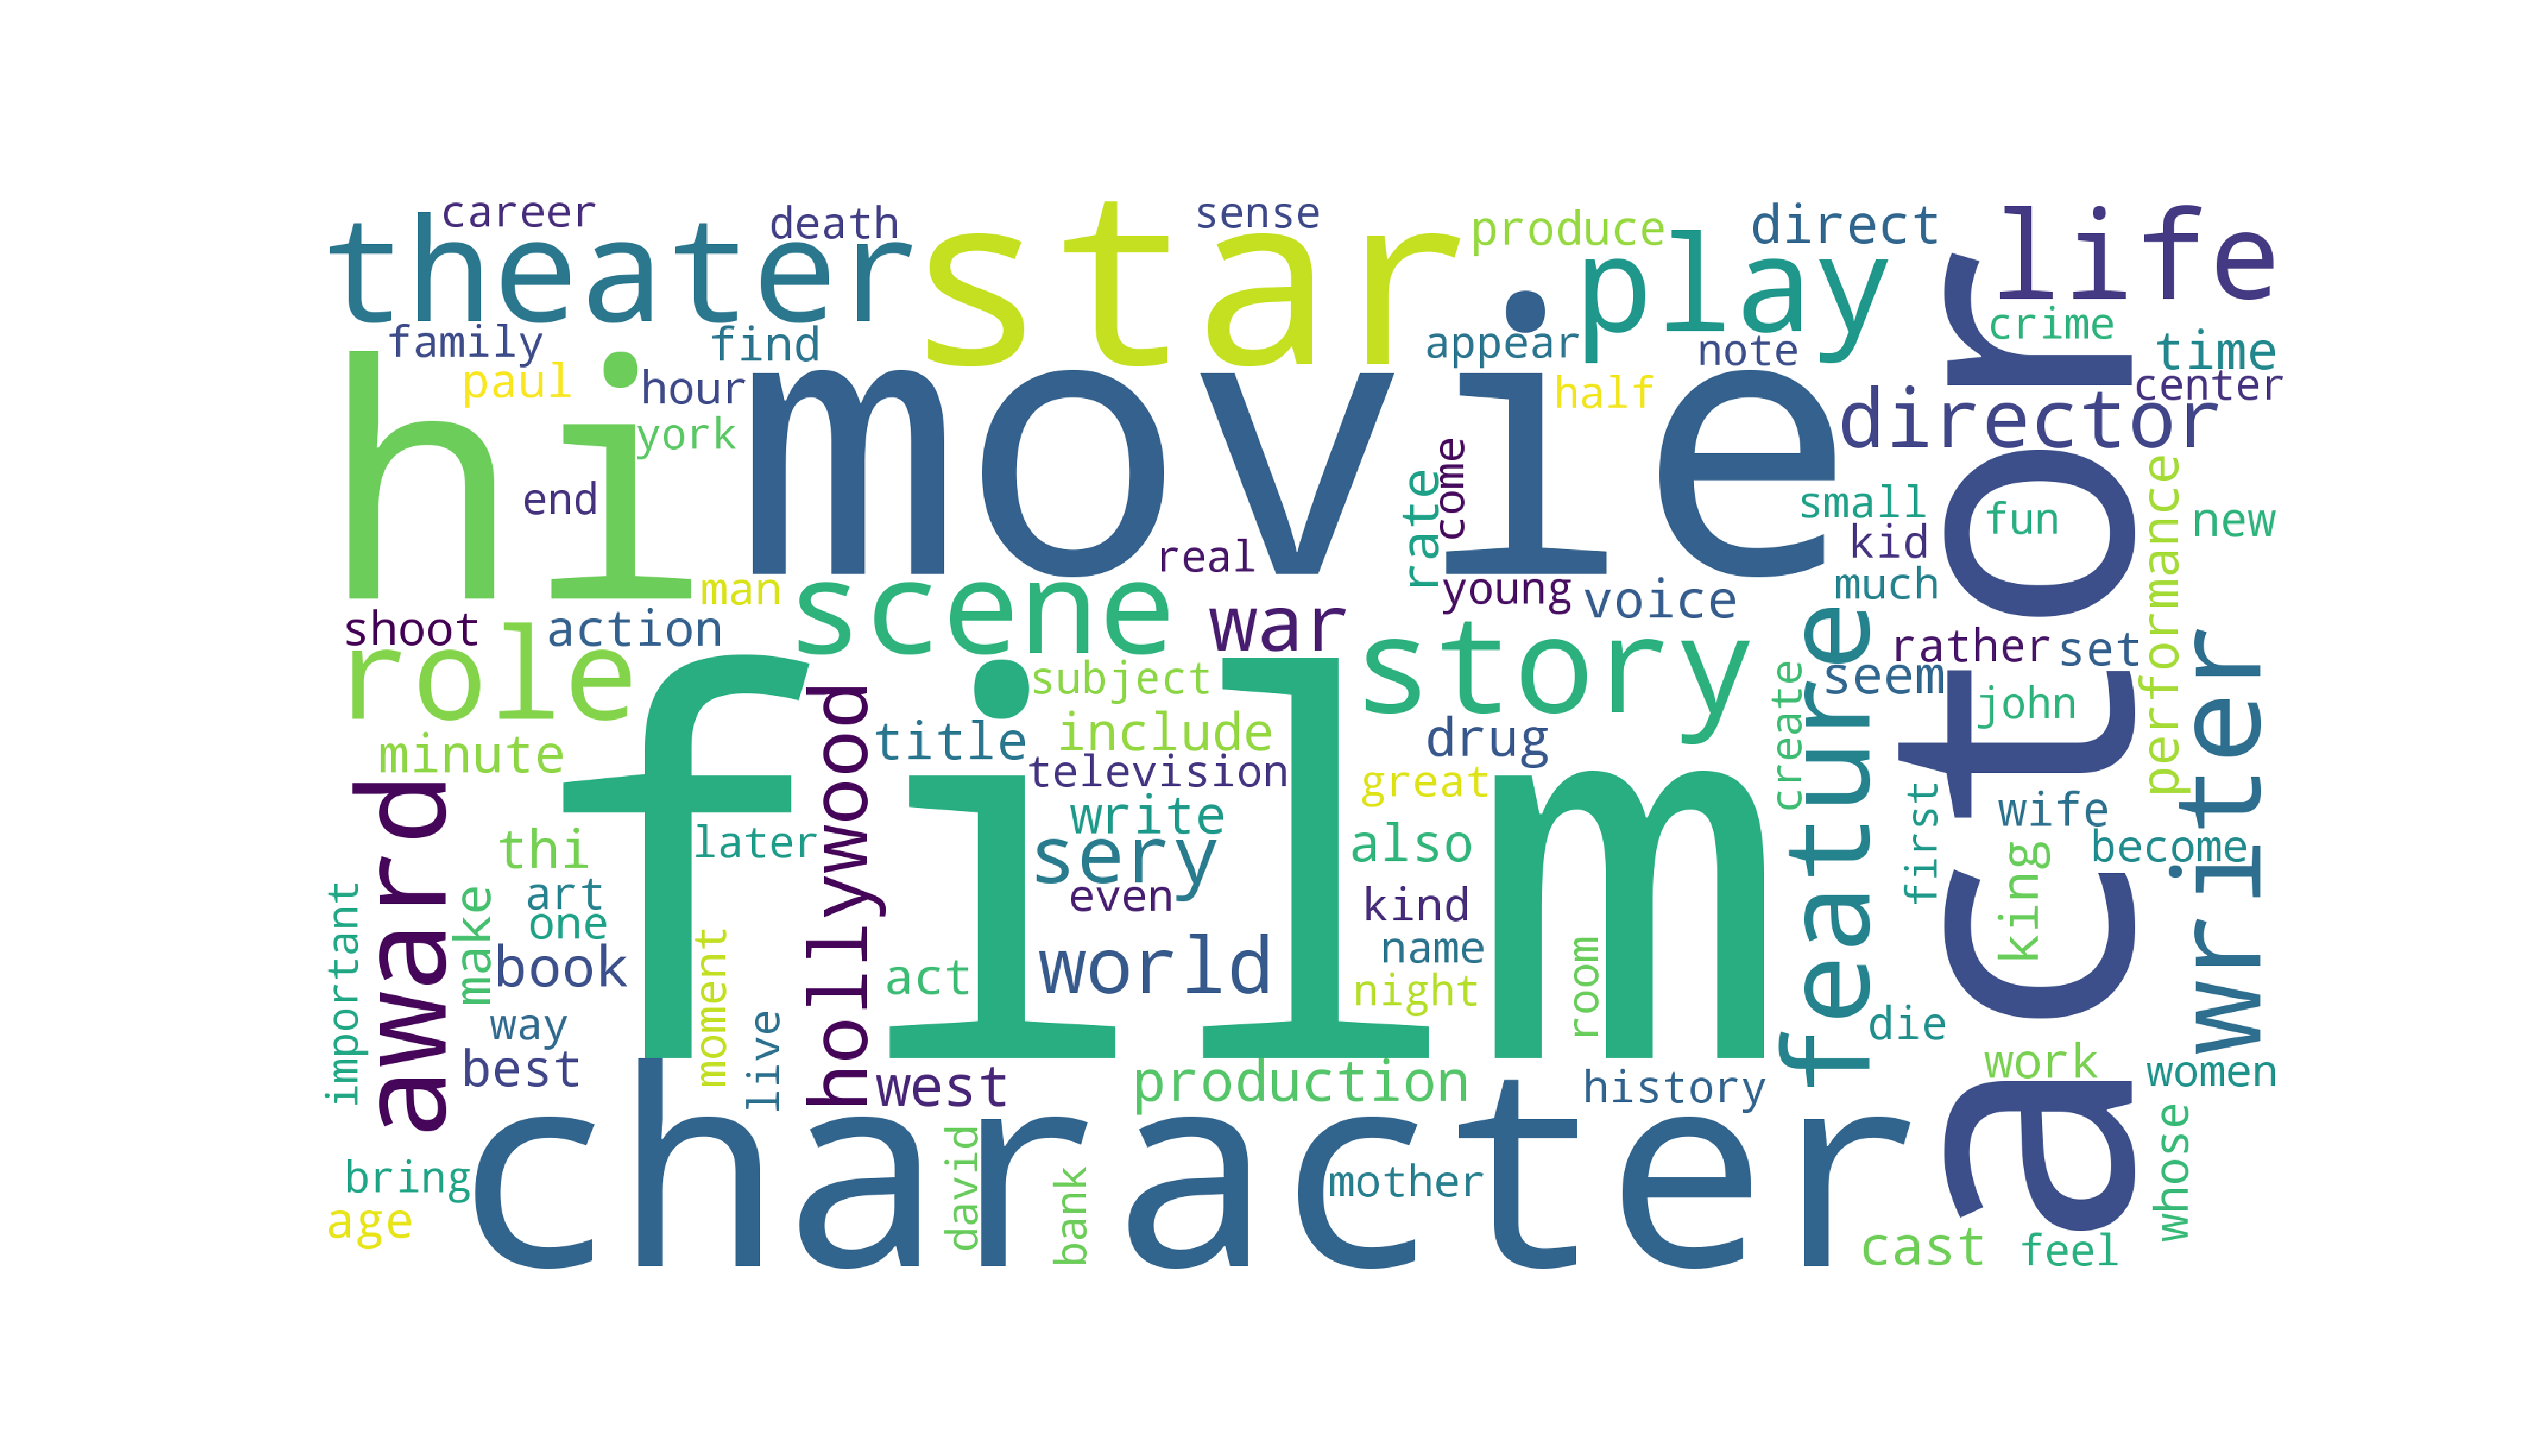 career
death
sense
produce
direct
life
theater
star
play
family
find
appear
note
crime
time
paul
hour
half
center
hi
movie
director
york
end
come
rate
small
fun
new
real
kid
performance
man
scene
young
voice
much
shoot
action
war
rather
set
role
story
feature
seem
subject
create
john
actor
writer
minute
hollywood
title
include
drug
television
great
award
film
write
also
first
wife
become
thi
later
sery
king
art
even
kind
one
make
book
important
moment
act
world
name
night
room
way
live
die
best
west
production
history
work
women
character
bring
david
bank
mother
whose
age
cast
feel